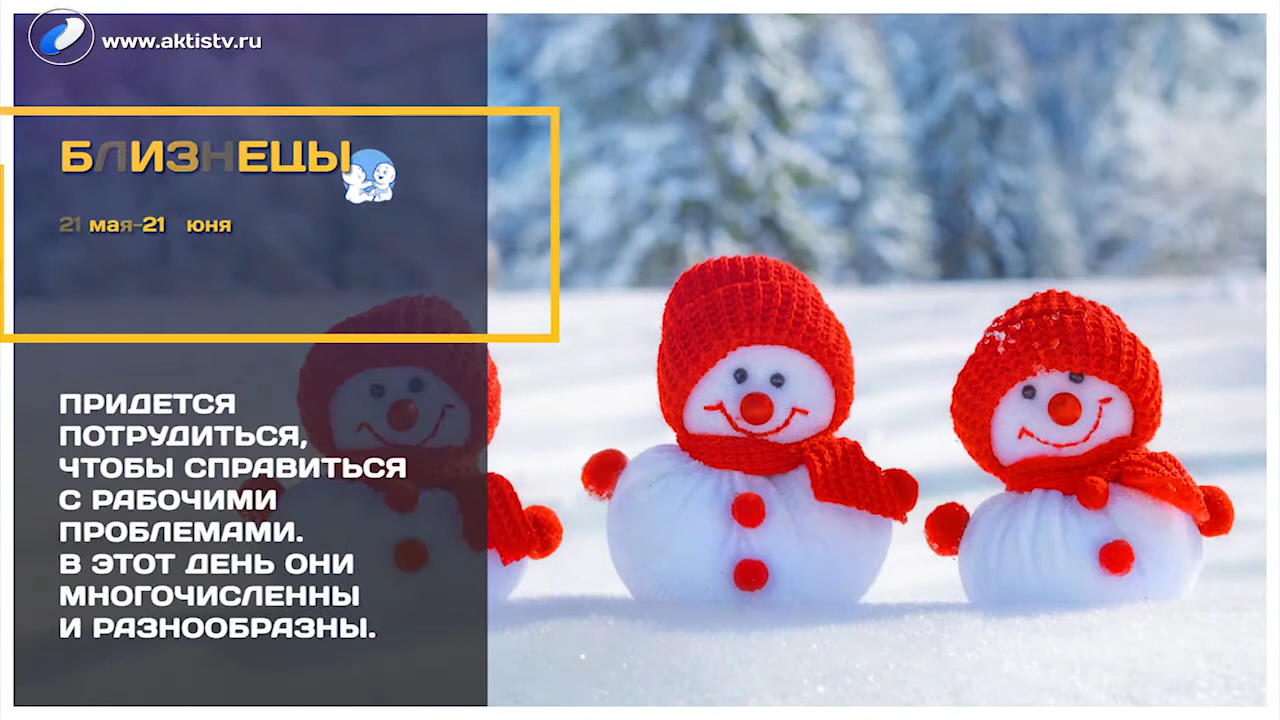 www.aktistv.ru
БЛИЗНЕЦЫ
21 мая-21 июня
ПРИДЕТСЯ
ПОТРУДИТЬСЯ,
ЧТОБЫ СПРАВИТЬСЯ
С РАБОЧИМИ
ПРОБЛЕМАМИ.
В ЭТОТ ДЕНЬ ОНИ
МНОГОЧИСЛЕННЫ
И РАЗНООБРАЗНЫ.